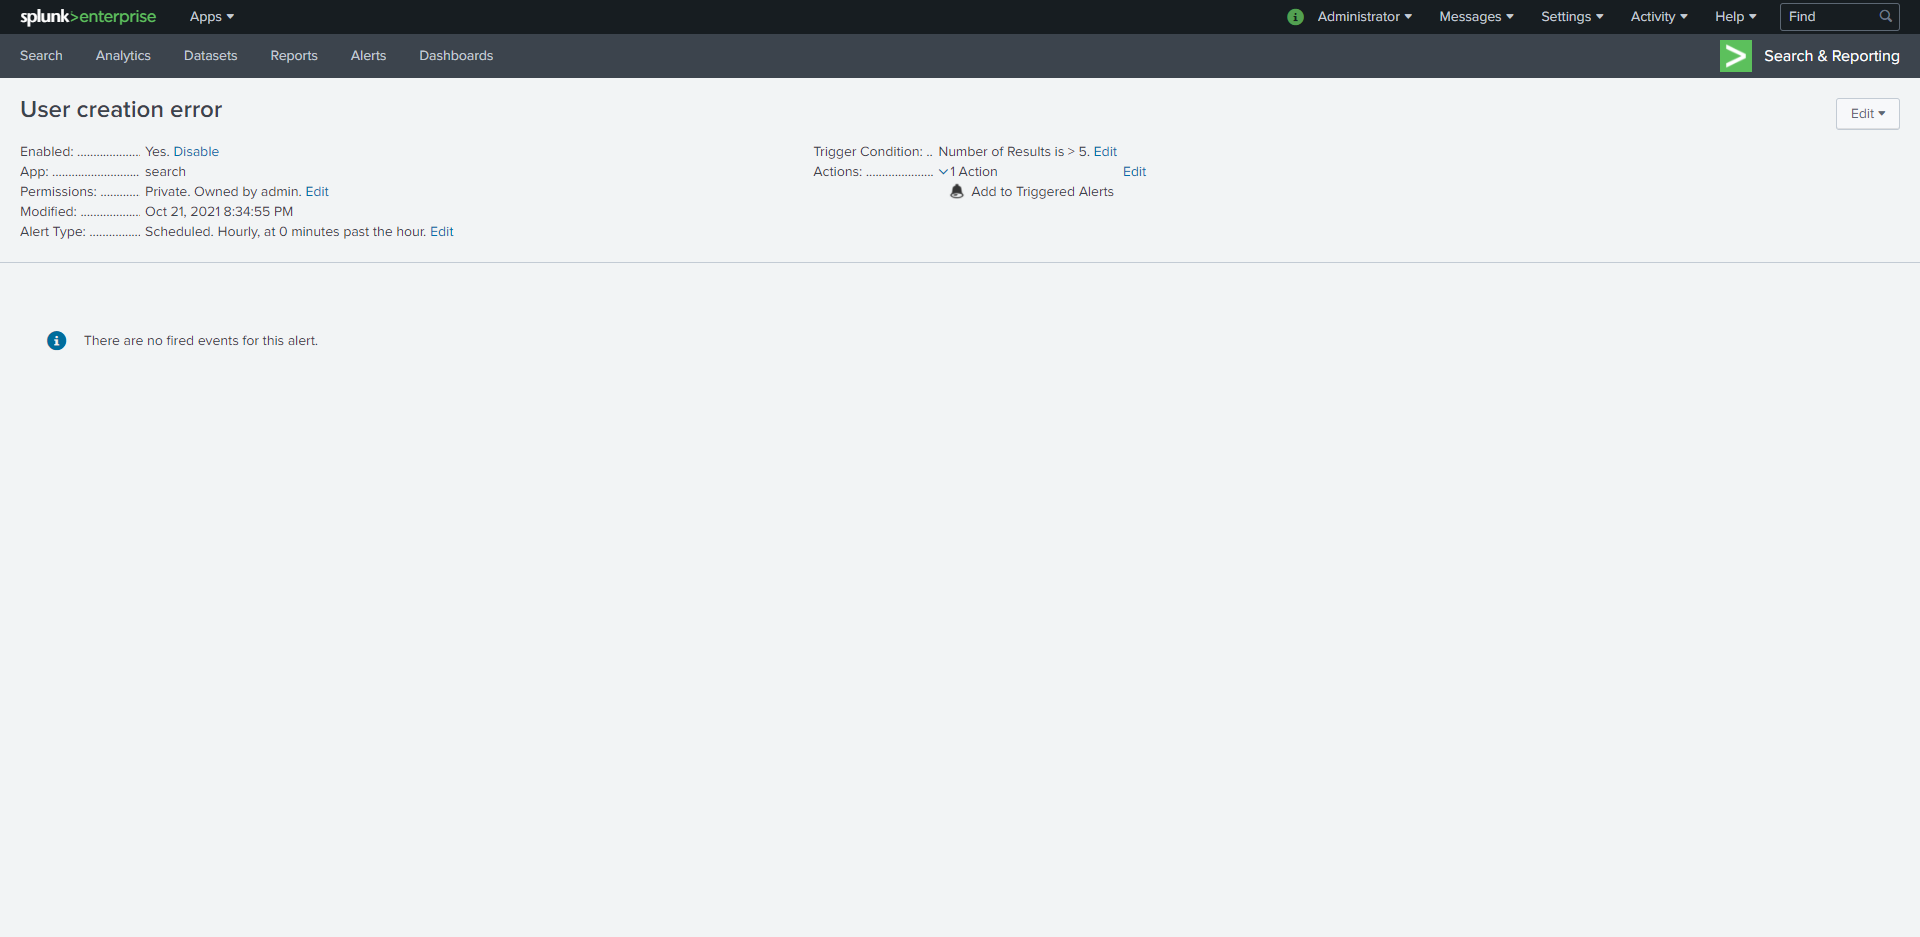 splunk>enterprise Apps Administrator Messages Settings Activity Help Find
Search Analytics Datasets Reports Alerts Dashboards Search & Reporting
User creation error
Edit
Enabled: ................... Yes. Disable
App: ........................... search
Permissions: ............ Private. Owned by admin. Edit
Modified: .................. Oct 21, 2021 8:34:55 PM
Alert Type: ................ Scheduled. Hourly, at 0 minutes past the hour. Edit
Trigger Condition: .. Number of Results is > 5. Edit
Actions: ..................... 1 Action Edit
Add to Triggered Alerts
There are no fired events for this alert.